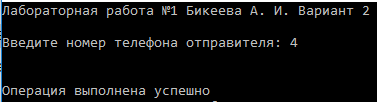 Лабораторная работа №1 Бикеева А. И. Вариант 2
Введите номер телефона отправителя: 4
Операция выполнена успешно